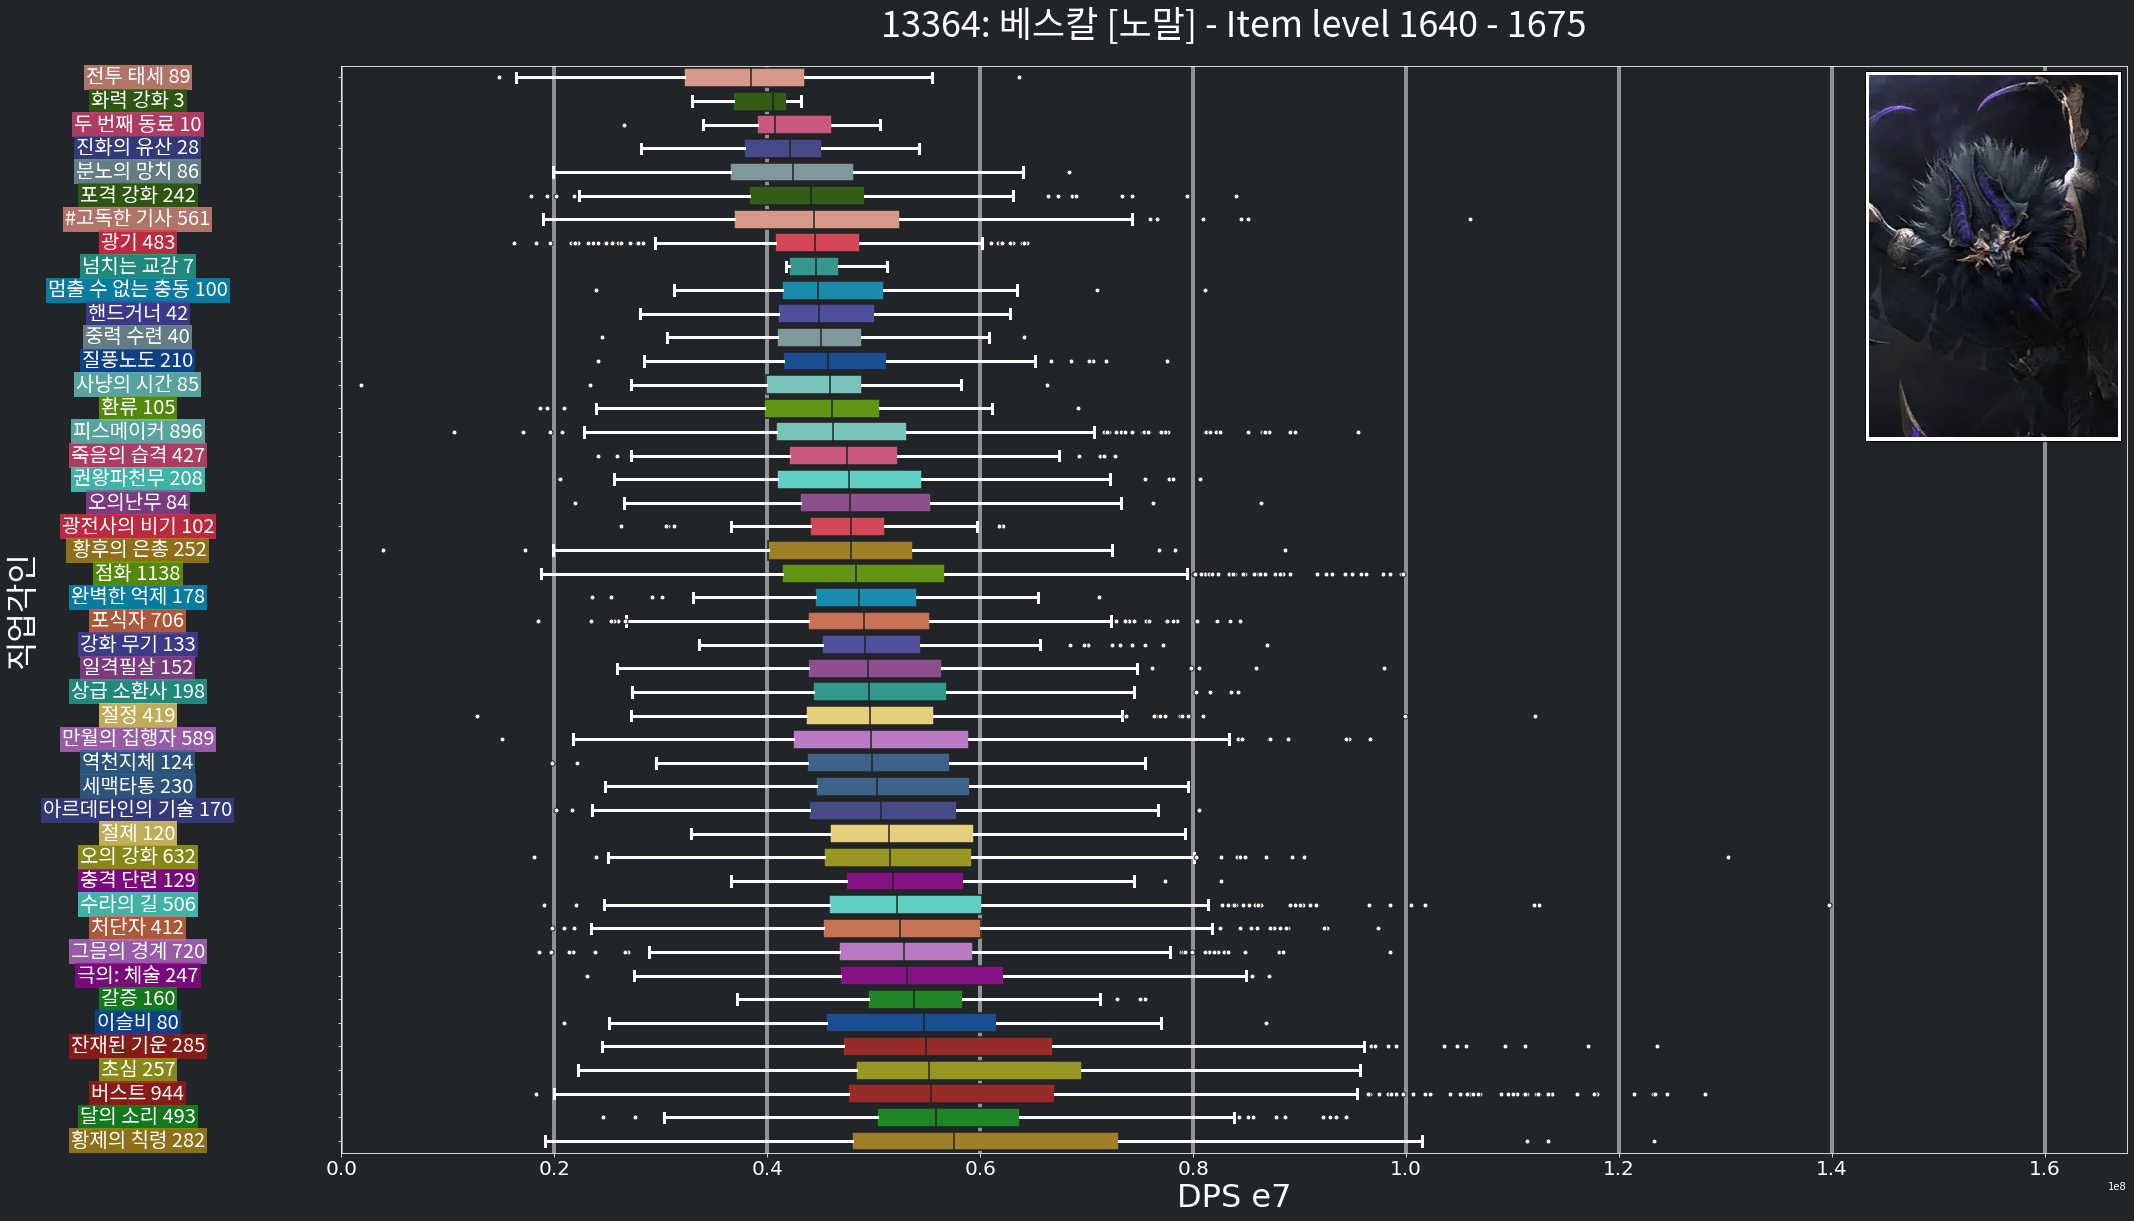 13364: 베스칼 [노말] - Item level 1640 - 1675
직업각인
전투 태세 89
화력 강화 3
두 번째 동료 10
진화의 유산 28
분노의 망치 86
포격 강화 242
#고독한 기사 561
광기 483
넘치는 교감 7
멈출 수 없는 충동 100
핸드거너 42
중력 수련 40
질풍노도 210
사냥의 시간 85
환류 105
피스메이커 896
죽음의 습격 427
권왕파천무 208
오의난무 84
광전사의 비기 102
황후의 은총 252
점화 1138
완벽한 억제 178
포식자 706
강화 무기 133
일격필살 152
상급 소환사 198
절정 419
만월의 집행자 589
역천지체 124
세맥타통 230
아르데타인의 기술 170
절제 120
오의 강화 632
충격 단련 129
수라의 길 506
처단자 412
그믐의 경계 720
극의: 체술 247
갈증 160
이슬비 80
잔재된 기운 285
초심 257
버스트 944
달의 소리 493
황제의 칙령 282
0.0 0.2 0.4 0.6 0.8 1.0 1.2 1.4 1.6
DPS e7
1e8